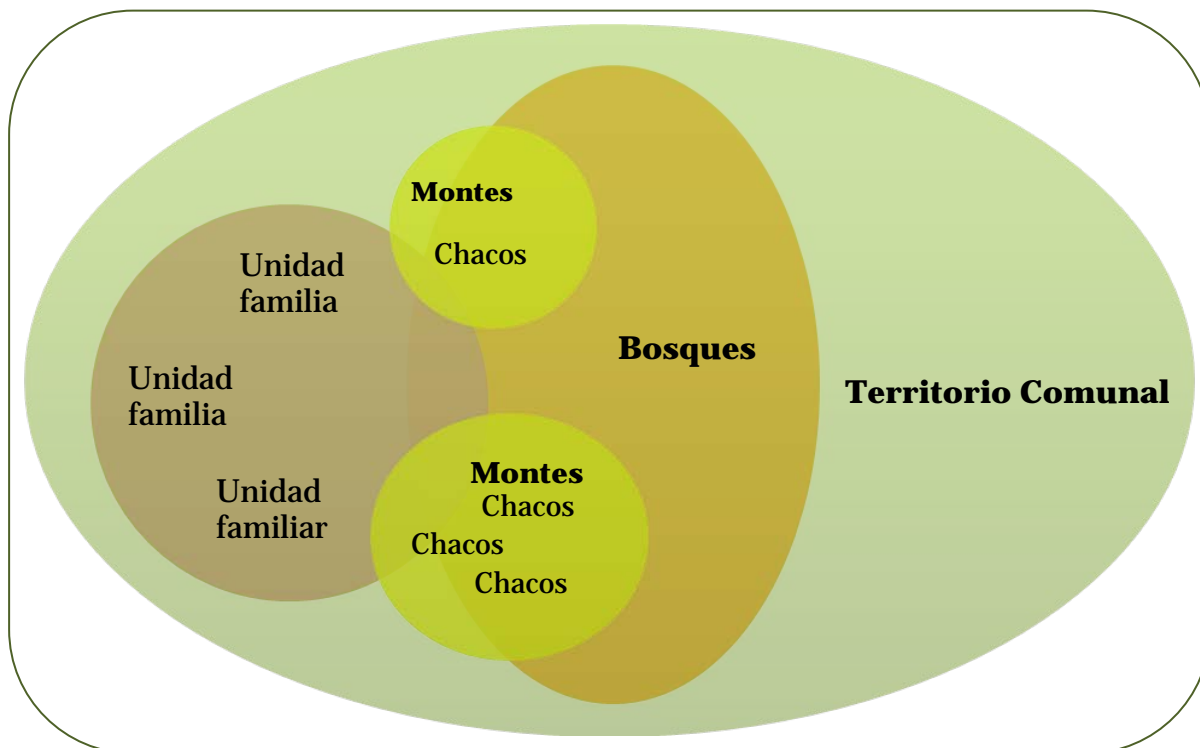 Montes
Chacos
Unidad
familia
Bosques
Unidad
familia
Territorio Comunal
Montes
Chacos
Unidad
familiar
Chacos
Chacos